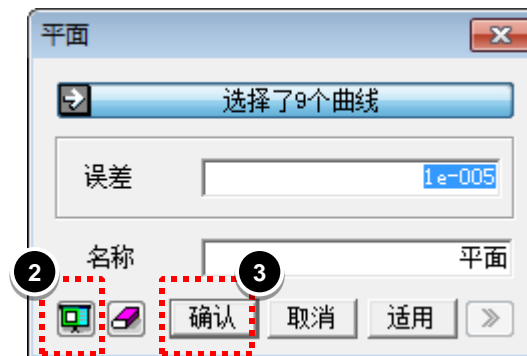 平面
选择了9个曲线
误差 1e-005
名称 平面
2 3
确认 取消 适用